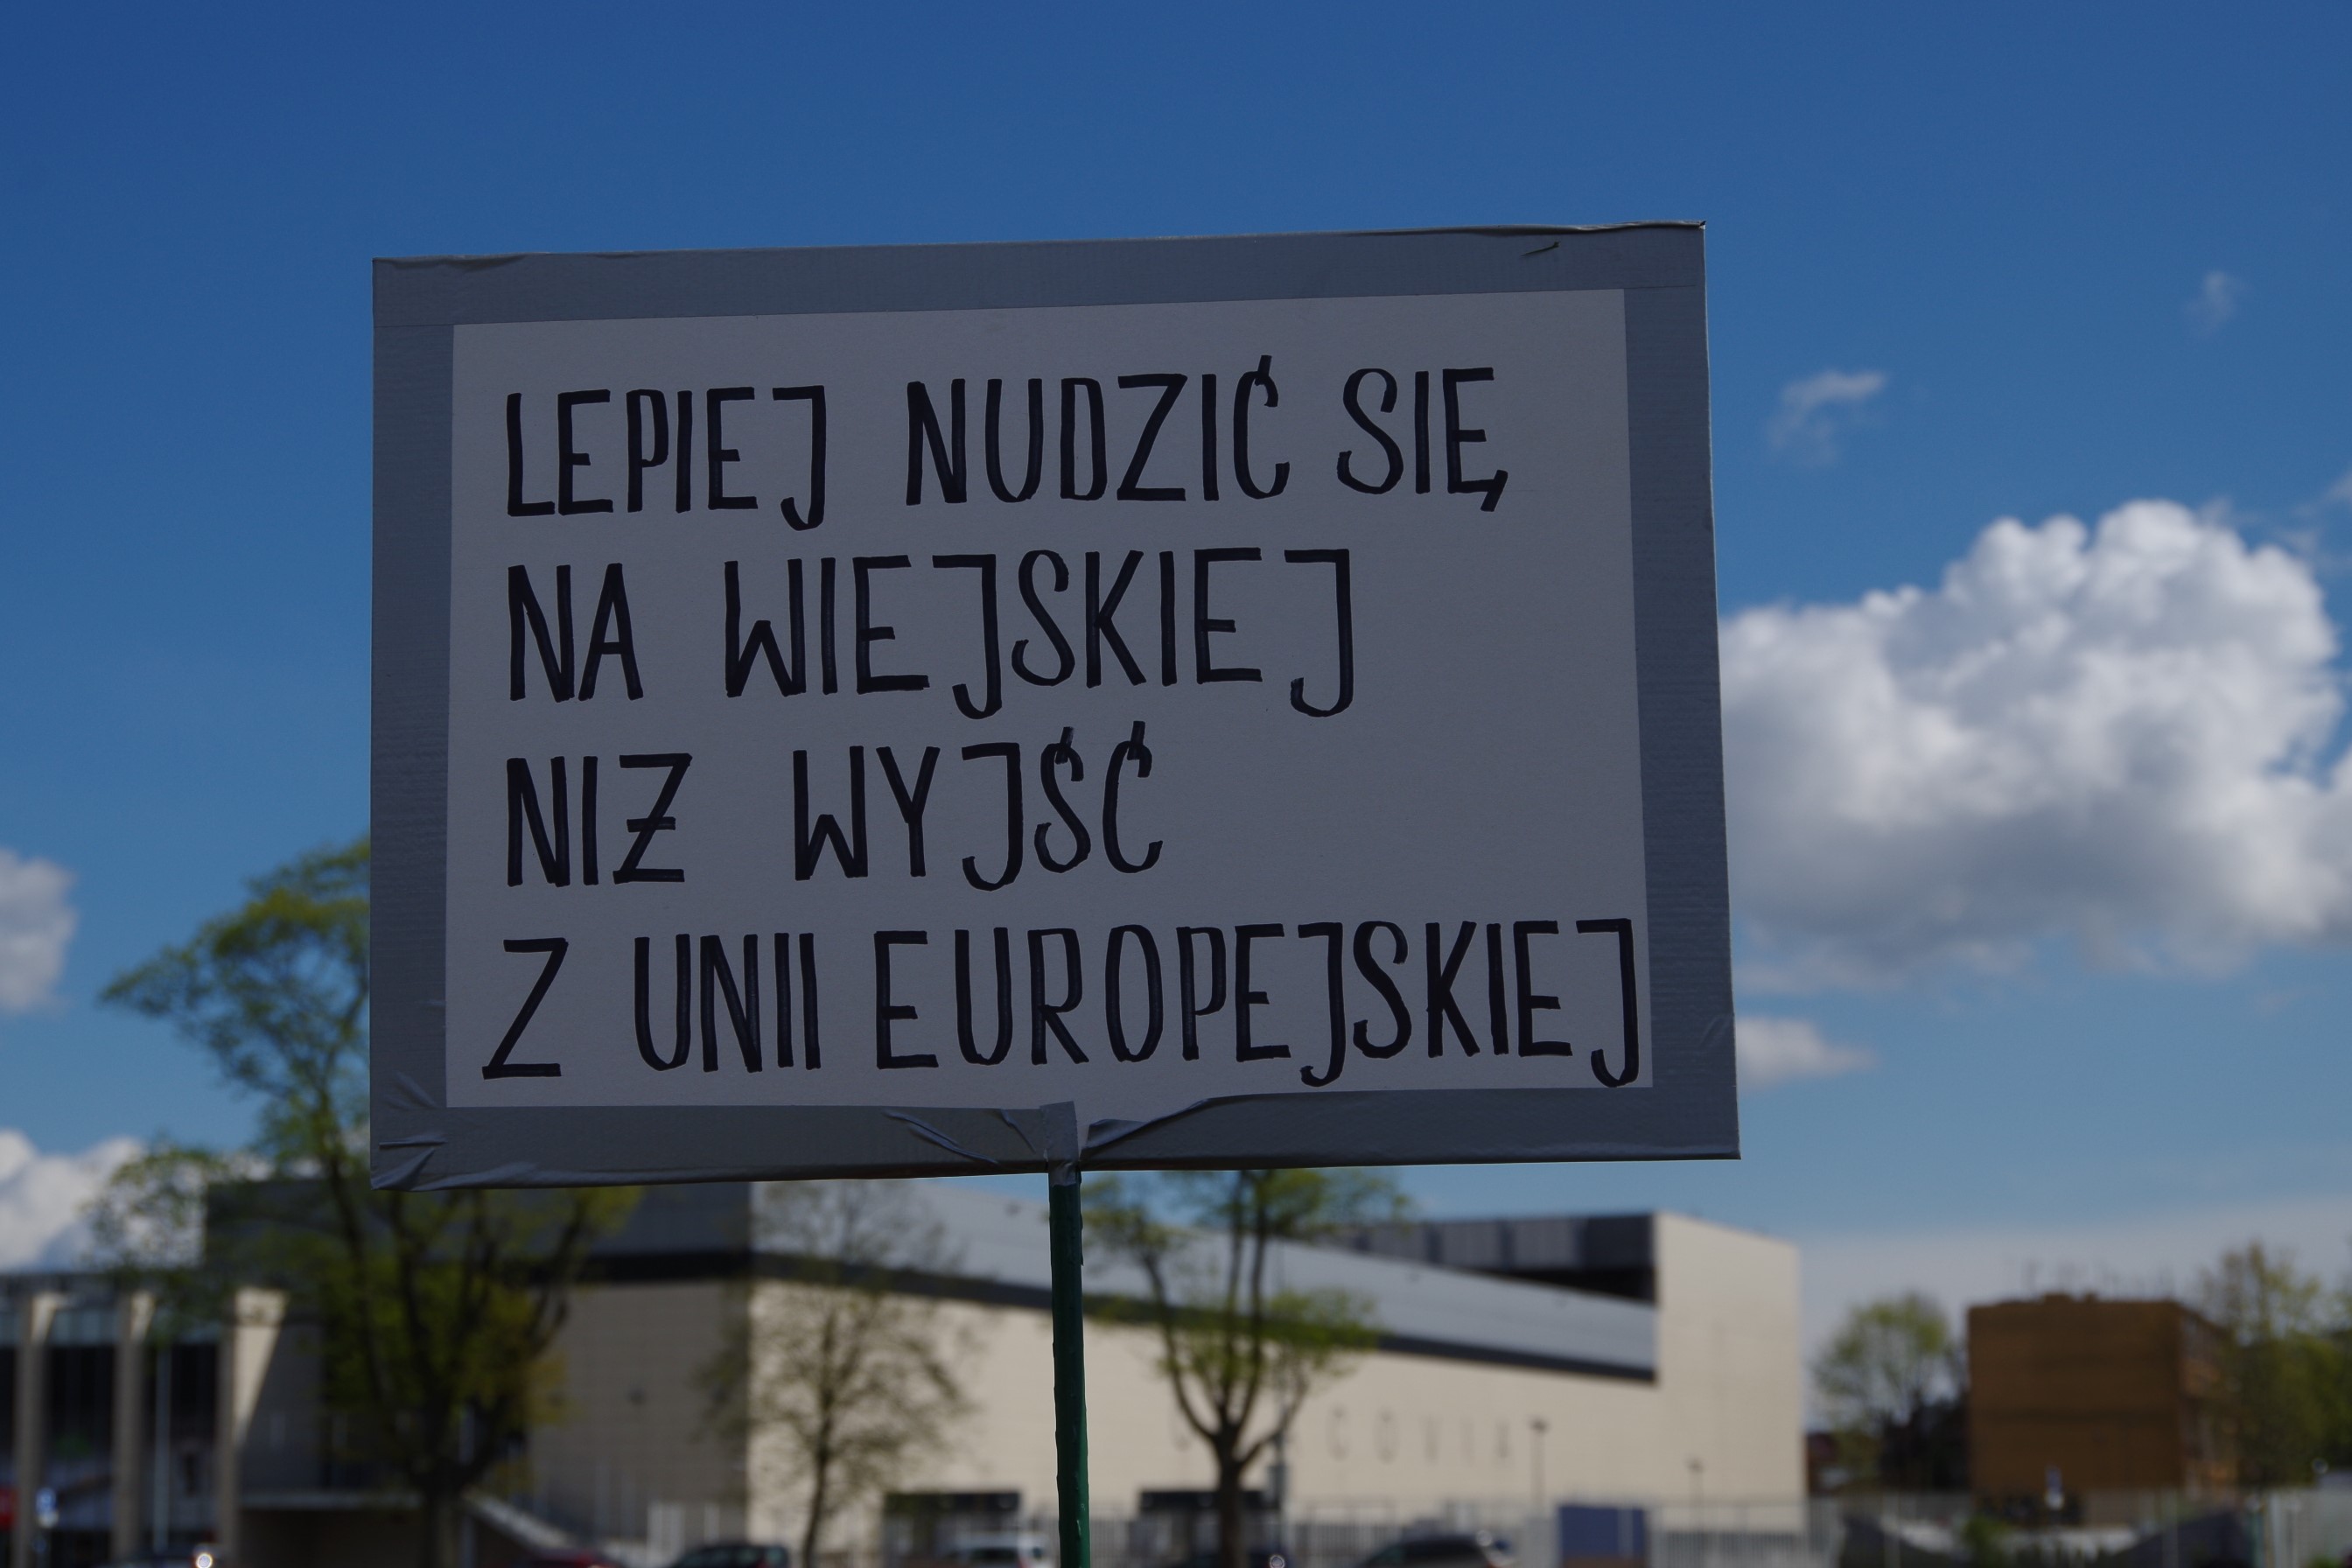 LEPIEJ NUDZIĆ SIĘ
NA WIEJSKIEJ
NIŻ WYJŚĆ
Z UNII EUROPEJSKIEJ